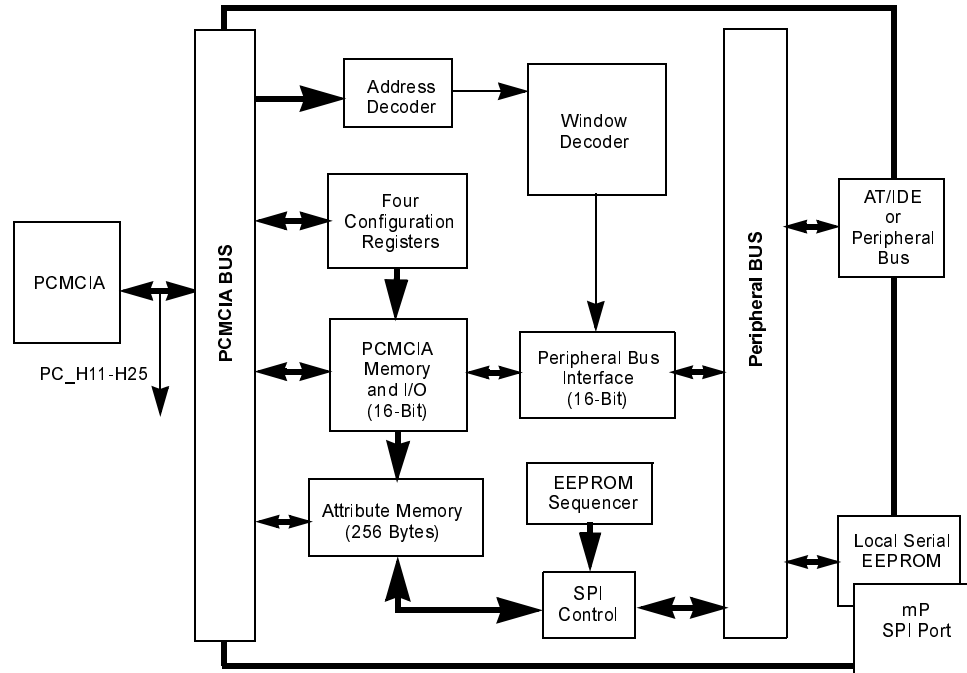 Address
Decoder
Window
Decoder
Four
Configuration
Registers
AT/IDE
or
Peripheral
Bus
PCMCIA
PCMCIA BUS
Peripheral BUS
PC_H11-H25
PCMCIA
Memory
and I/O
(16-Bit)
Peripheral Bus
Interface
(16-Bit)
EEPROM
Sequencer
Attribute Memory
(256 Bytes)
Local Serial
EEPROM
SPI
Control
mP
SPI Port